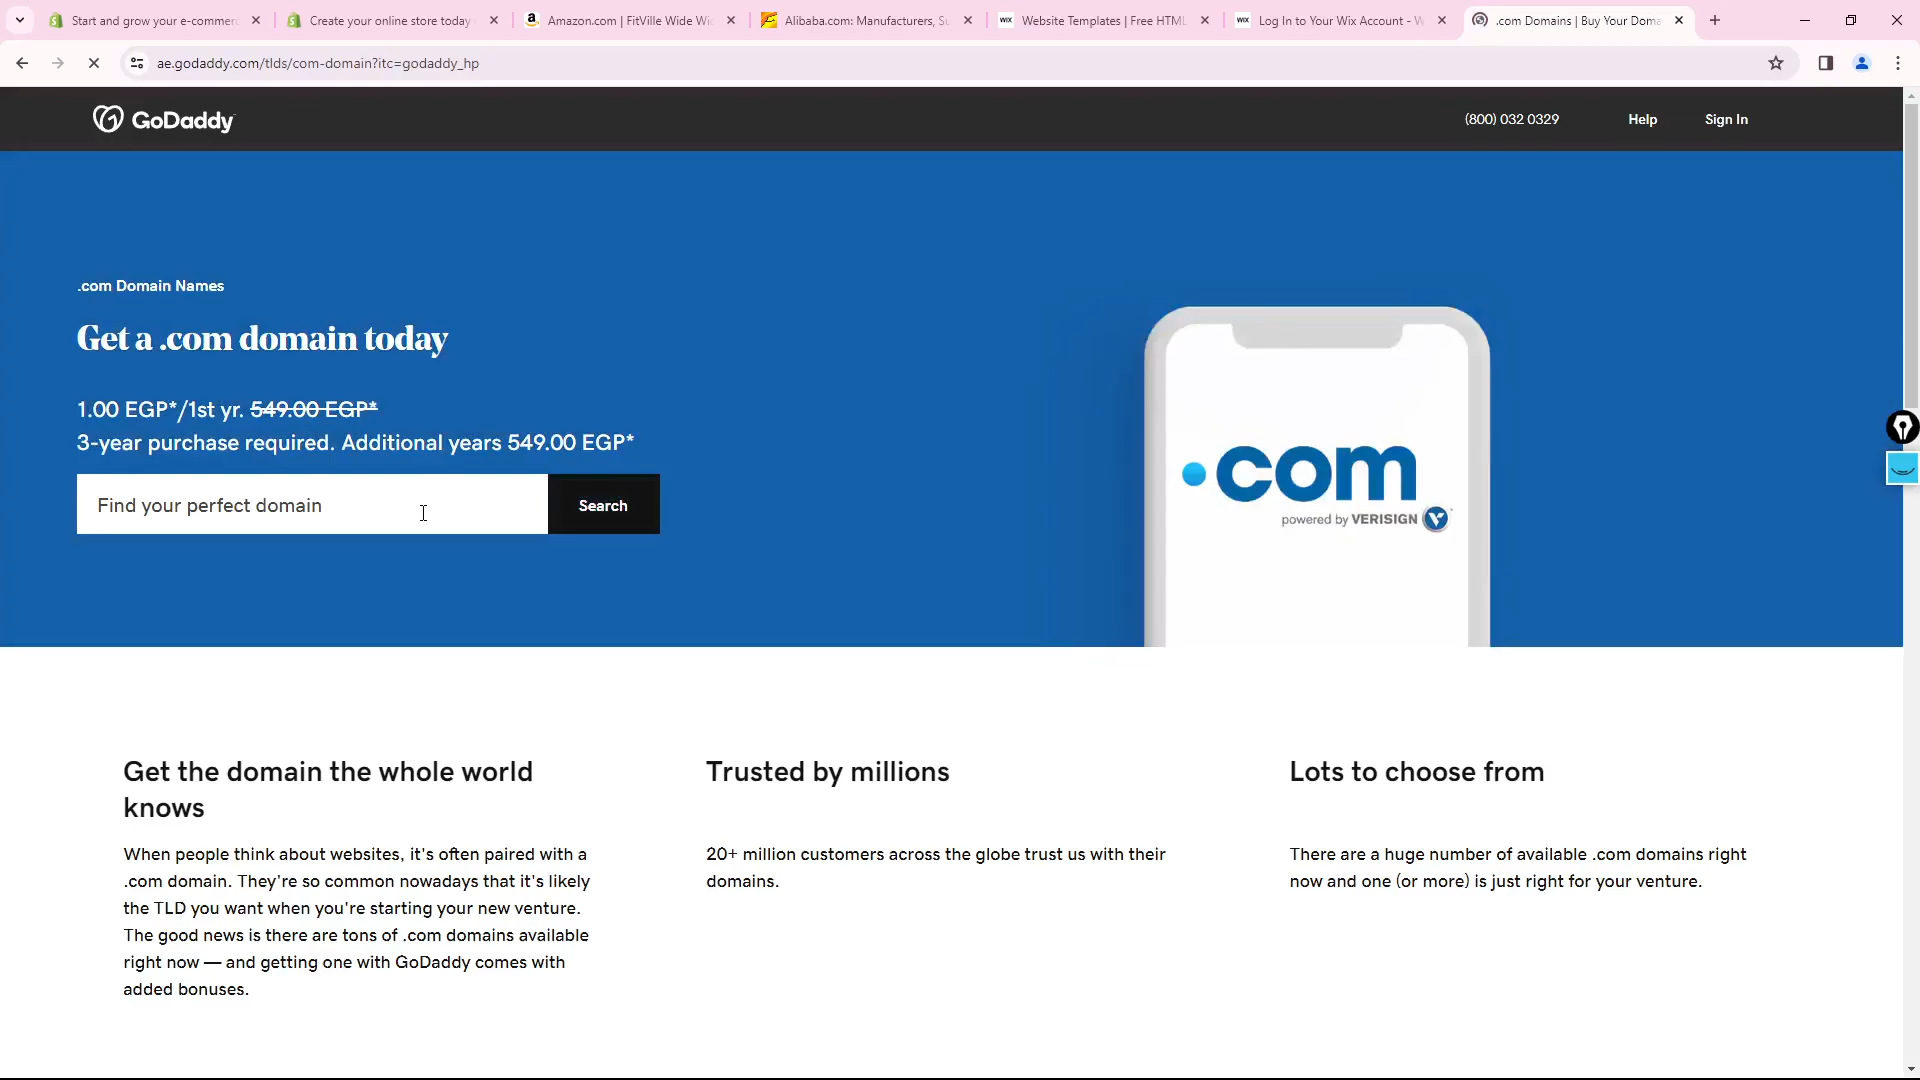 Start and grow your e-commerc
Create your online store today
Amazon.com | FitVille Wide Wi
Alibaba.com: Manufacturers, Su
WIX
Website Templates | Free HTML
WIX
Log In to Your Wix Account - W
.com Domains | Buy Your Doma
ae.godaddy.com/tlds/com-domain?itc=godaddy_hp
GoDaddy
(800) 032 0329
Help
Sign In
.com Domain Names
Get a .com domain today
1.00 EGP*/1st yr. 549.00 EGP*
3-year purchase required. Additional years 549.00 EGP*
Find your perfect domain
Search
.com
powered by VERISIGN
Get the domain the whole world
knows
When people think about websites, it's often paired with a
.com domain. They're so common nowadays that it's likely
the TLD you want when you're starting your new venture.
The good news is there are tons of .com domains available
right now — and getting one with GoDaddy comes with
added bonuses.
Trusted by millions
20+ million customers across the globe trust us with their
domains.
Lots to choose from
There are a huge number of available .com domains right
now and one (or more) is just right for your venture.